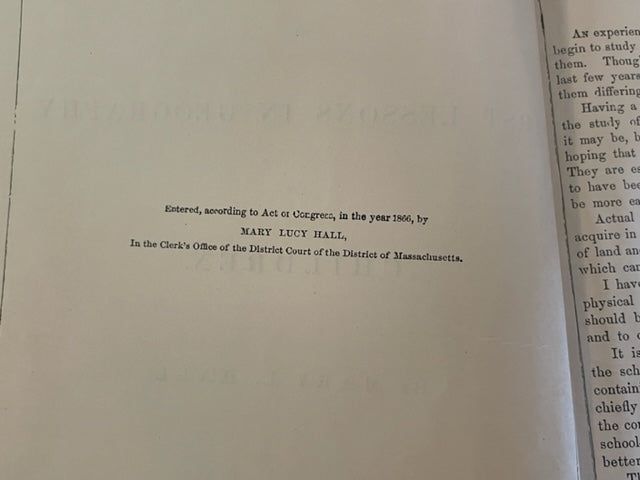 Entered, according to Act of Congress, in the year 1866, by
MARY LUCY HALL,
In the Clerk's Office of the District Court of the District of Massachusetts.
An experien
begin to study
them. Thoug
last few years
them differing
Having a
the study of
it may be, b
hoping that
They are es
to have bee
be more ea
Actual
acquire in
of land an
which can
I have
physical
should b
and to
It is
the sch
contain
chiefly
the co
school
better
Th